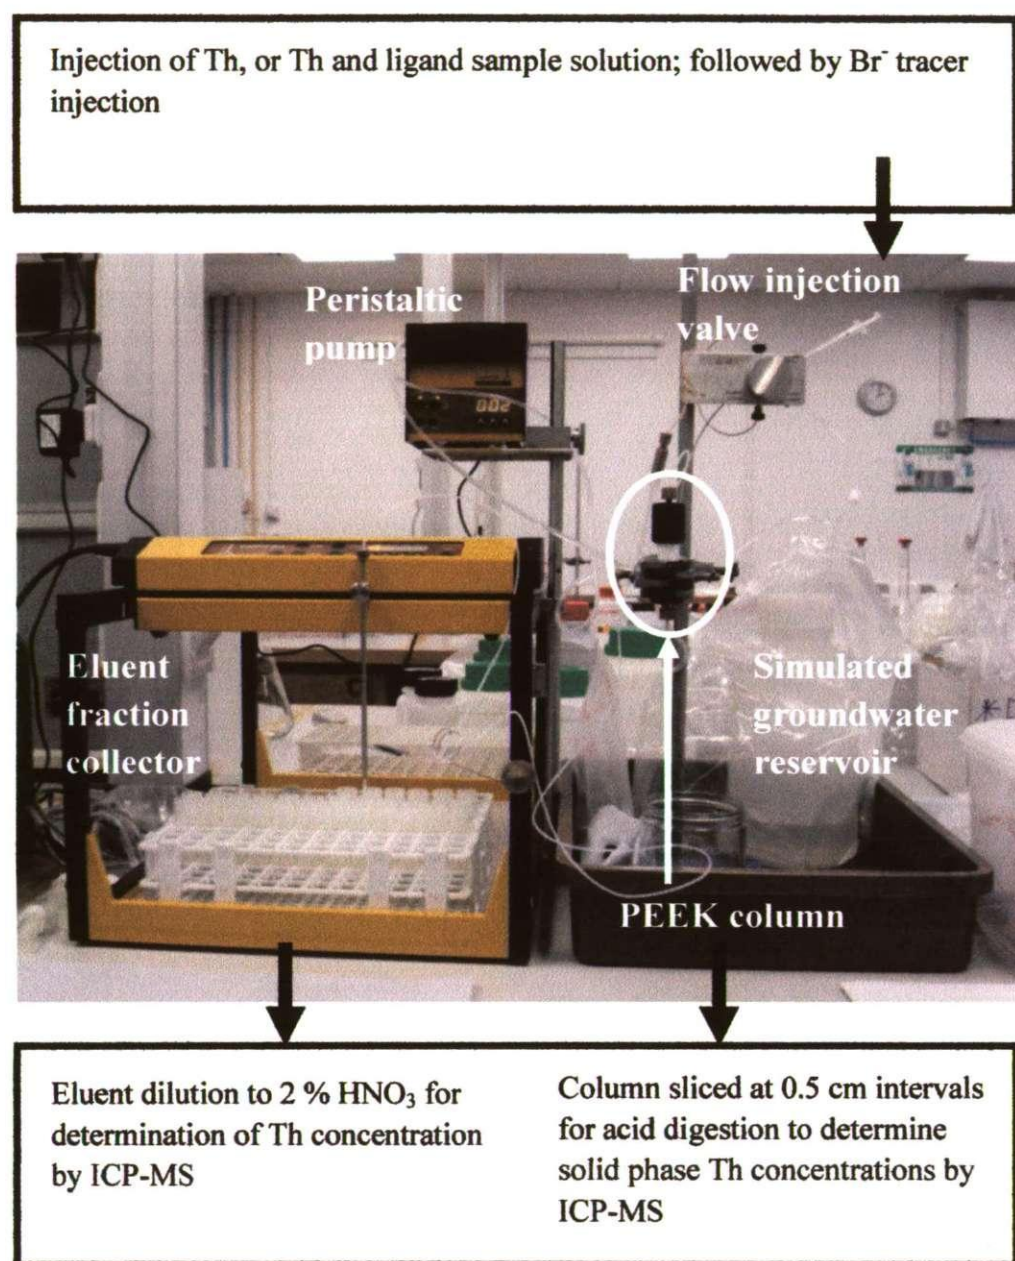 Injection of Th, or Th and ligand sample solution; followed by Br⁻ tracer
injection
Peristaltic
pump
Flow injection
valve
002
Eluent
fraction
collector
Simulated
groundwater
reservoir
PEEK column
Eluent dilution to 2 % HNO₃ for
determination of Th concentration
by ICP-MS
Column sliced at 0.5 cm intervals
for acid digestion to determine
solid phase Th concentrations by
ICP-MS